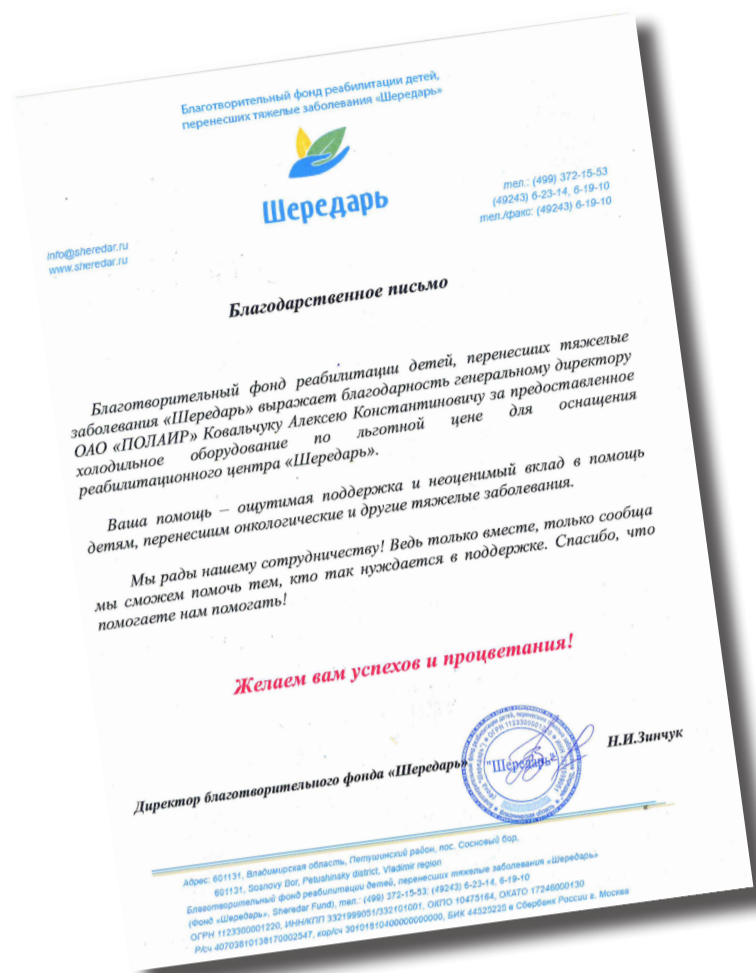 Благотворительный фонд реабилитации детей,
перенесших тяжелые заболевания «Шередарь»
Шередарь
тел.: (499) 372-15-53
(49243) 6-23-14, 6-19-10
тел./факс: (49243) 6-19-10
info@sheredar.ru
www.sheredar.ru
Благодарственное письмо
Благотворительный фонд реабилитации детей, перенесших тяжелые
заболевания «Шередарь» выражает благодарность генеральному директору
ОАО «ПОЛАИР» Ковальчуку Алексею Константиновичу за предоставленное
холодильное оборудование по льготной цене для оснащения
реабилитационного центра «Шередарь».
Ваша помощь – ощутимая поддержка и неоценимый вклад в помощь
детям, перенесшим онкологические и другие тяжелые заболевания.
Мы рады нашему сотрудничеству! Ведь только вместе, только сообща
мы сможем помочь тем, кто так нуждается в поддержке. Спасибо, что
помогаете нам помогать!
Желаем вам успехов и процветания!
Директор благотворительного фонда «Шередарь»
"Шередарь"
Н.И.Зинчук
Адрес: 601131, Владимирская область, Петушинский район, пос. Сосновый бор,
601131, Sosnovy Bor, Petushinsky district, Vladimir region
Благотворительный фонд реабилитации детей, перенесших тяжелые заболевания «Шередарь»
(Фонд «Шередарь», Sheredar Fund), тел.: (499) 372-15-53; (49243) 6-23-14, 6-19-10
ОГРН 1123300001220, ИНН/КПП 3321999051/332101001, ОКПО 10475164, ОКАТО 17246000130
Р/сч 40703810138170002547, кор/сч 30101810400000000000, БИК 44525225 в Сбербанк России г. Москва